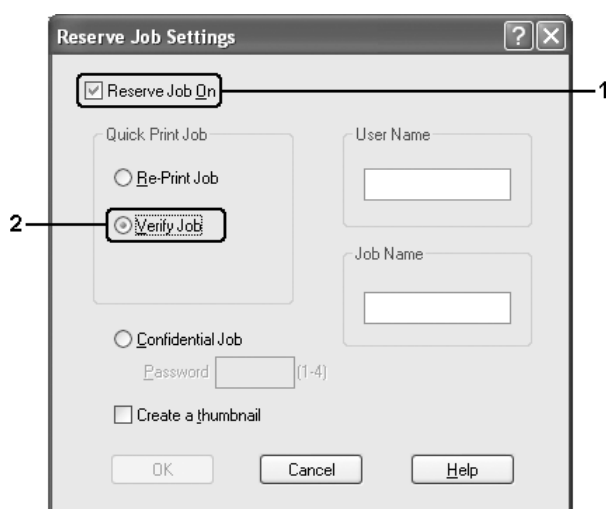 Reserve Job Settings
1
Reserve Job On
Quick Print Job
User Name
Re-Print Job
2
Verify Job
Job Name
Confidential Job
Password
(1-4)
Create a thumbnail
OK
Cancel
Help